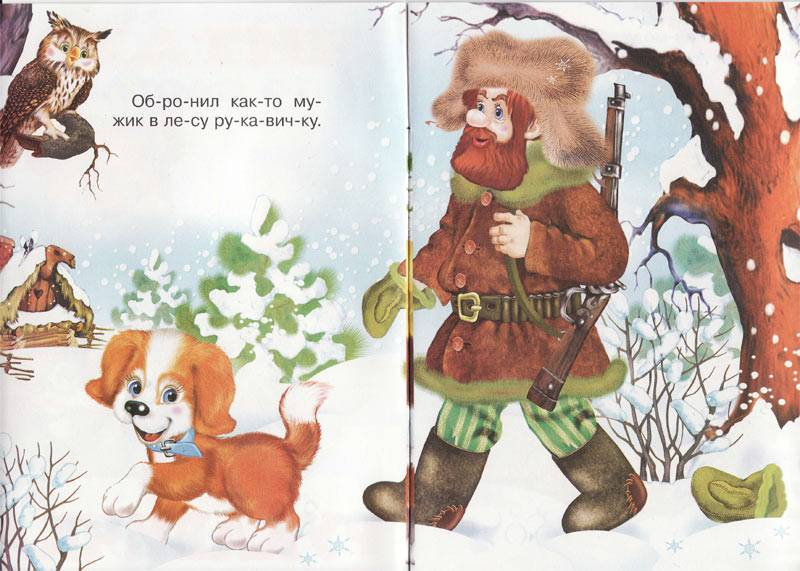 Об-ро-нил как-то му-
жик в ле-су ру-ка-вич-ку.